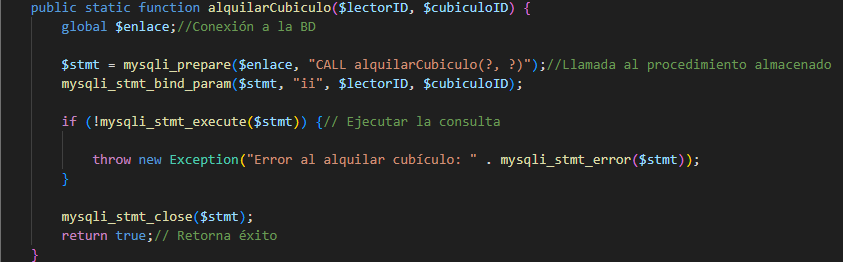 public static function alquilarCubiculo($lectorID, $cubiculoID) {
global $enlace;//Conexión a la BD
$stmt = mysqli_prepare($enlace, "CALL alquilarCubiculo(?, ?)");//Llamada al procedimiento almacenado
mysqli_stmt_bind_param($stmt, "ii", $lectorID, $cubiculoID);
if (!mysqli_stmt_execute($stmt)) {// Ejecutar la consulta
throw new Exception("Error al alquilar cubículo: " . mysqli_stmt_error($stmt));
}
mysqli_stmt_close($stmt);
return true;// Retorna éxito
}